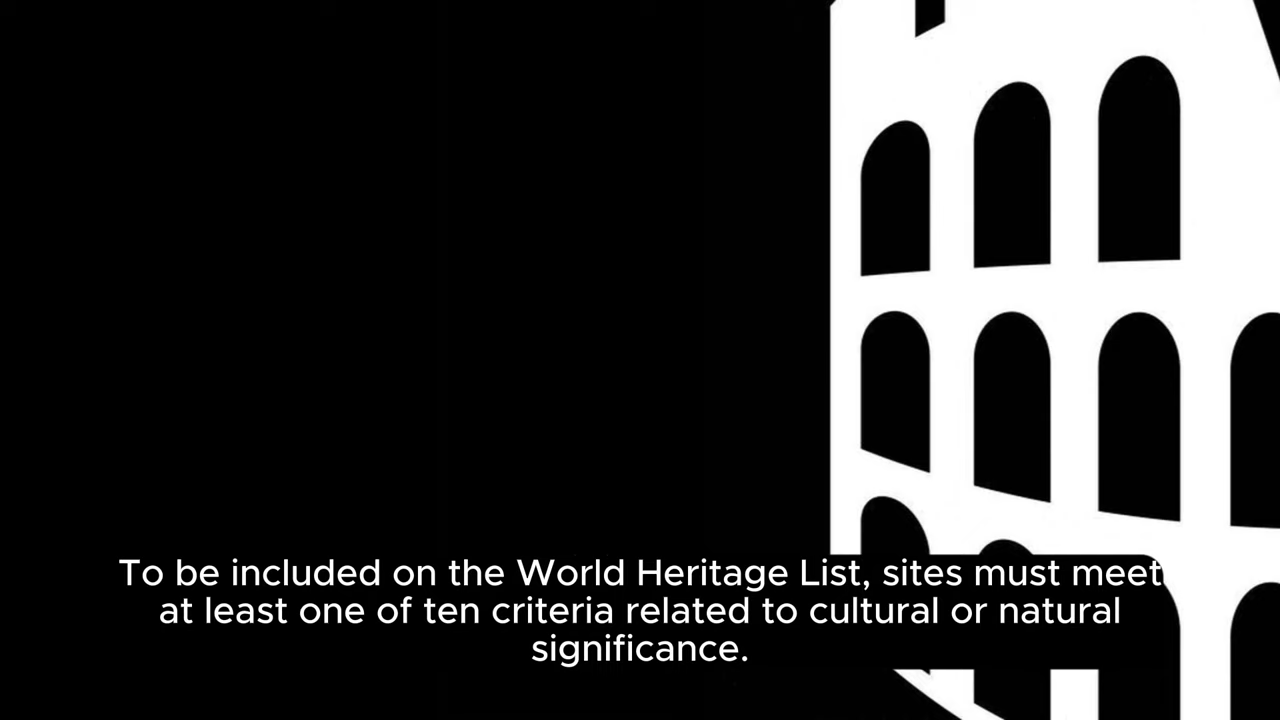 To be included on the World Heritage List, sites must meet
at least one of ten criteria related to cultural or natural
significance.